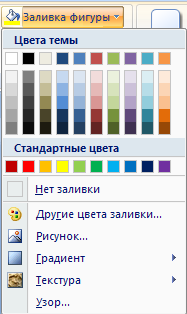 Заливка фигуры
Цвета темы
Стандартные цвета
Нет заливки
Другие цвета заливки...
Рисунок...
Градиент
Текстура
Узор...